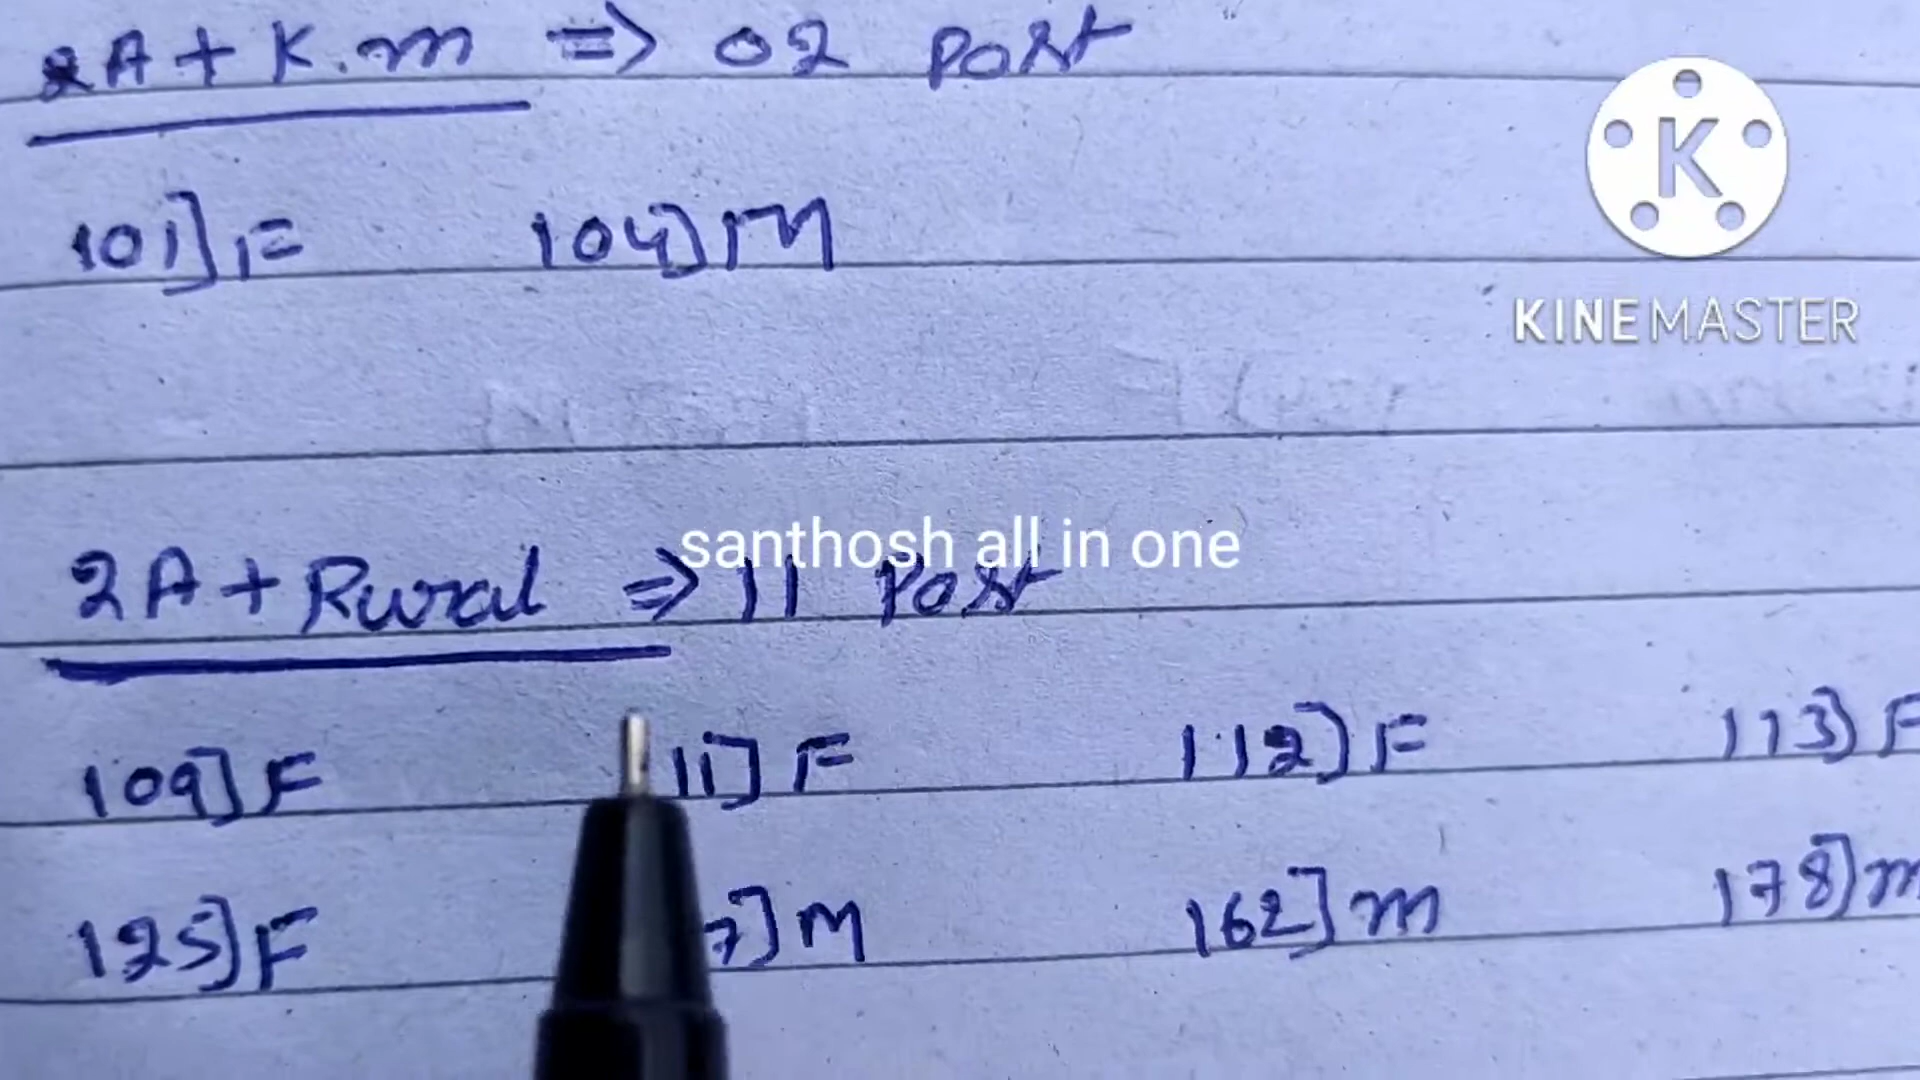 2A + K.m => 02 Post
101] F 104] M
K
KINEMASTER
santhosh all in one
2A + Rural => 11 Post
109] F 11] F 112] F 113] F
125] F 7] M 162] m 178] m